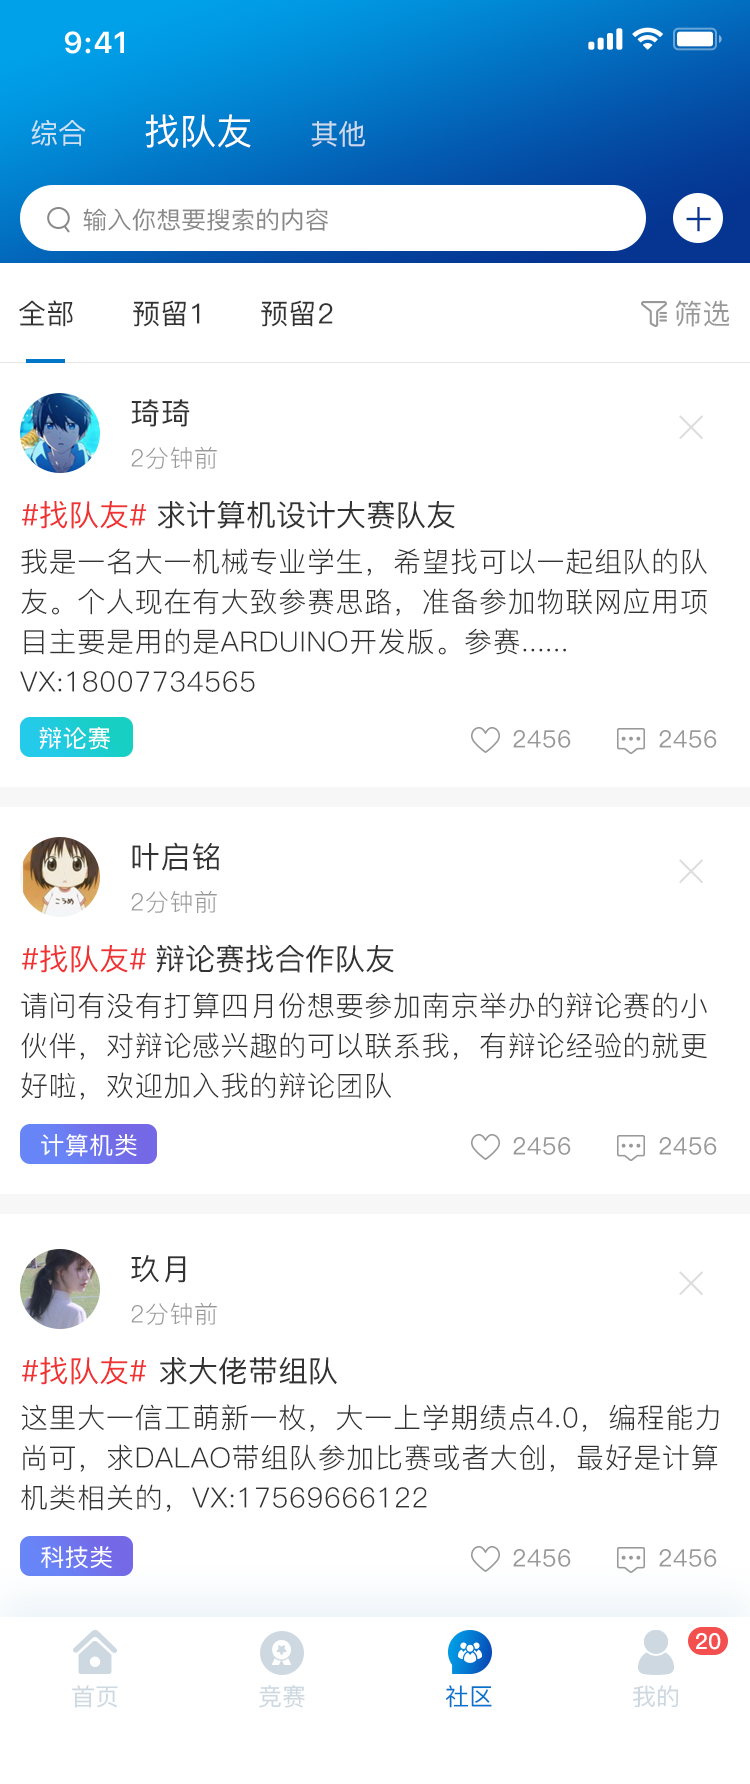 9:41
综合 找队友 其他
输入你想要搜索的内容
全部 预留1 预留2 筛选
琦琦
2分钟前
#找队友# 求计算机设计大赛队友
我是一名大一机械专业学生，希望找可以一起组队的队
友。个人现在有大致参赛思路，准备参加物联网应用项
目主要是用的是ARDUINO开发版。参赛......
VX:18007734565
辩论赛 2456 2456
叶启铭
2分钟前
#找队友# 辩论赛找合作队友
请问有没有打算四月份想要参加南京举办的辩论赛的小
伙伴，对辩论感兴趣的可以联系我，有辩论经验的就更
好啦，欢迎加入我的辩论团队
计算机类 2456 2456
玖月
2分钟前
#找队友# 求大佬带组队
这里大一信工萌新一枚，大一上学期绩点4.0，编程能力
尚可，求DALAO带组队参加比赛或者大创，最好是计算
机类相关的，VX:17569666122
科技类 2456 2456
20
首页 竞赛 社区 我的